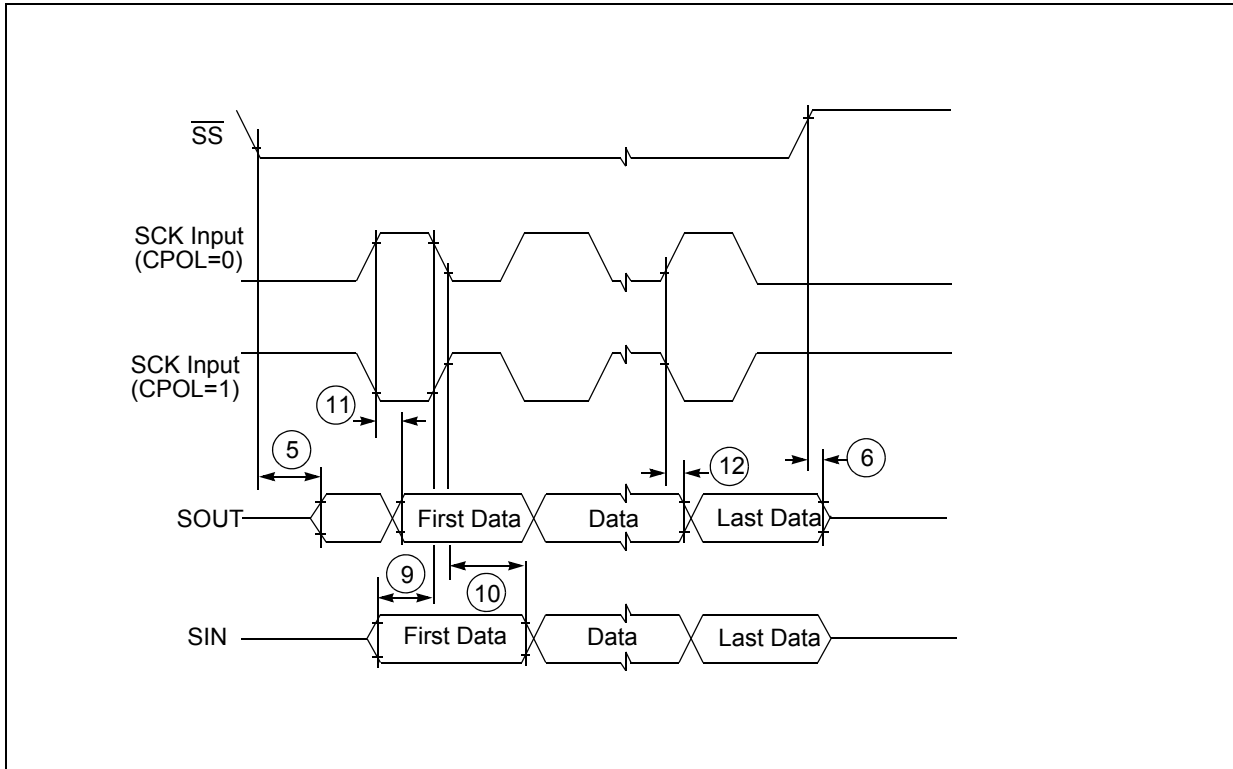 SS
SCK Input
(CPOL=0)
SCK Input
(CPOL=1)
11
5
12
6
SOUT
First Data
Data
Last Data
9
10
SIN
First Data
Data
Last Data